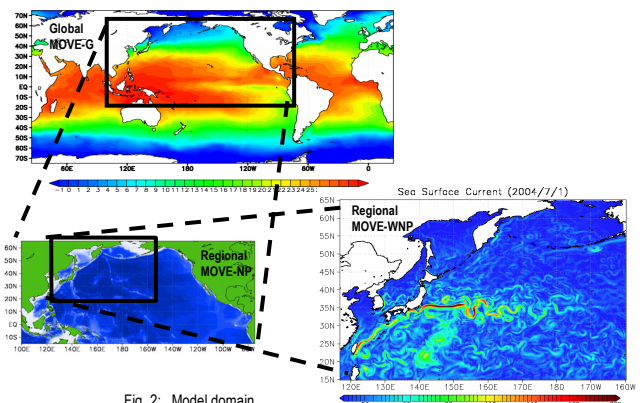 70N
60N
50N
40N
30N
20N
10N
EQ
10S
20S
30S
40S
50S
60S
70S
Global
MOVE-G
60E 120E 180 120W 60W 0
-1 0 1 2 3 4 5 6 7 8 9 10 11 12 13 14 15 16 17 18 19 20 21 22 23 24 25
60N
50N
40N
30N
20N
10N
EQ
10S
Regional
MOVE-NP
100E 120E 140E 160E 180 160W 140W 120W 100W
Fig. 2: Model domain
Sea Surface Current (2004/7/1)
65N
60N
55N
50N
45N
40N
35N
30N
25N
20N
15N
Regional
MOVE-WNP
120E 130E 140E 150E 160E 170E 180 170W 160W